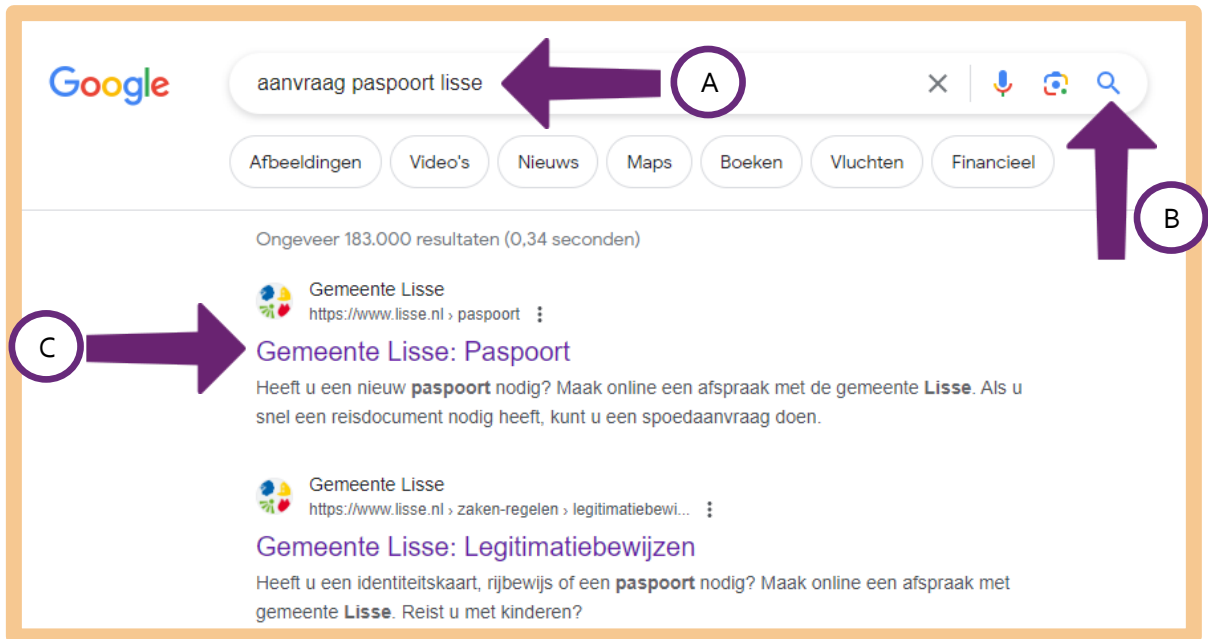 Google
aanvraag paspoort lisse
A
Afbeeldingen
Video's
Nieuws
Maps
Boeken
Vluchten
Financieel
B
Ongeveer 183.000 resultaten (0,34 seconden)
Gemeente Lisse
https://www.lisse.nl › paspoort
C
Gemeente Lisse: Paspoort
Heeft u een nieuw paspoort nodig? Maak online een afspraak met de gemeente Lisse. Als u
snel een reisdocument nodig heeft, kunt u een spoedaanvraag doen.
Gemeente Lisse
https://www.lisse.nl › zaken-regelen › legitimatiebewi...
Gemeente Lisse: Legitimatiebewijzen
Heeft u een identiteitskaart, rijbewijs of een paspoort nodig? Maak online een afspraak met
gemeente Lisse. Reist u met kinderen?